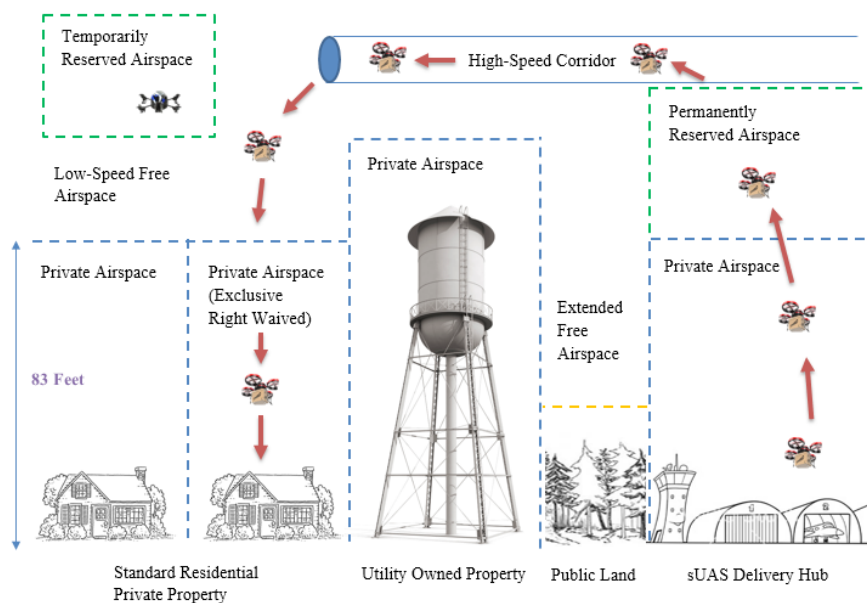 Temporarily
Reserved Airspace
High-Speed Corridor
Permanently
Reserved Airspace
Low-Speed Free
Airspace
Private Airspace
Private Airspace
Private Airspace
(Exclusive
Right Waived)
Private Airspace
Extended
Free
Airspace
83 Feet
1
2
Standard Residential
Private Property
Utility Owned Property
Public Land
sUAS Delivery Hub